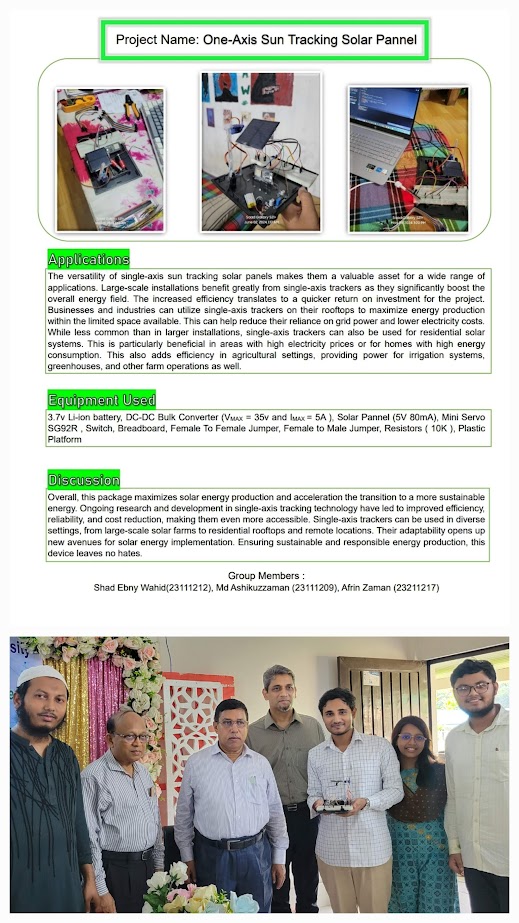 Project Name: One-Axis Sun Tracking Solar Pannel
Applications
The versatility of single-axis sun tracking solar panels makes them a valuable asset for a wide range of
applications. Large-scale installations benefit greatly from single-axis trackers as they significantly boost the
overall energy field. The increased efficiency translates to a quicker return on investment for the project.
Businesses and industries can utilize single-axis trackers on their rooftops to maximize energy production
within the limited space available. This can help reduce their reliance on grid power and lower electricity costs.
While less common than in larger installations, single-axis trackers can also be used for residential solar
systems. This is particularly beneficial in areas with high electricity prices or for homes with high energy
consumption. This also adds efficiency in agricultural settings, providing power for irrigation systems,
greenhouses, and other farm operations as well.
Equipment Used
3.7v Li-ion battery, DC-DC Bulk Converter (VMAX = 35v and IMAX = 5A ), Solar Pannel (5V 80mA), Mini Servo
SG92R , Switch, Breadboard, Female To Female Jumper, Female to Male Jumper, Resistors ( 10K ), Plastic
Platform
Discussion
Overall, this package maximizes solar energy production and acceleration the transition to a more sustainable
energy. Ongoing research and development in single-axis tracking technology have led to improved efficiency,
reliability, and cost reduction, making them even more accessible. Single-axis trackers can be used in diverse
settings, from large-scale solar farms to residential rooftops and remote locations. Their adaptability opens up
new avenues for solar energy implementation. Ensuring sustainable and responsible energy production, this
device leaves no hates.
Group Members :
Shad Ebny Wahid(23111212), Md Ashikuzzaman (23111209), Afrin Zaman (23211217)